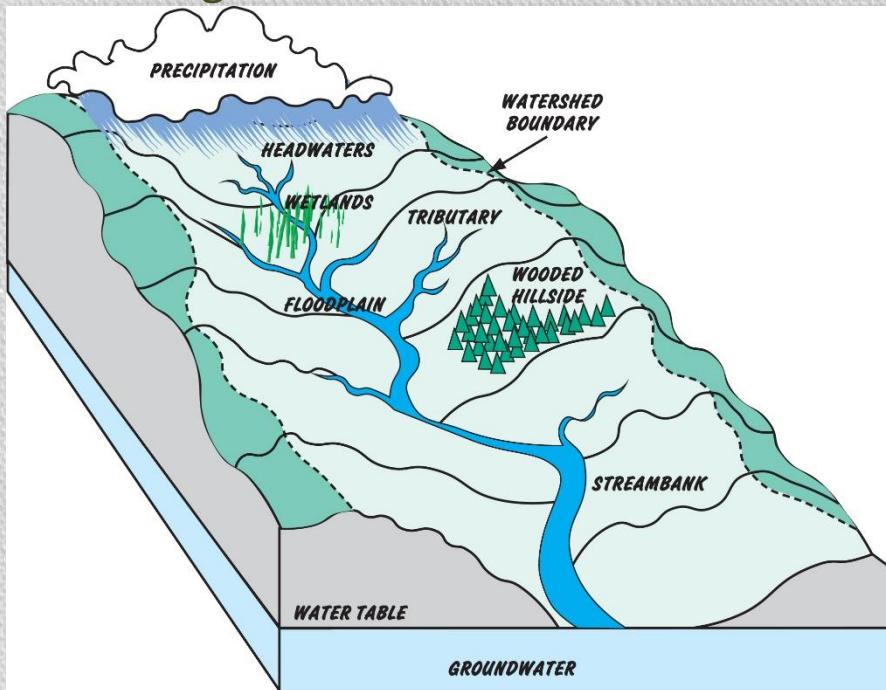 PRECIPITATION
WATERSHED
BOUNDARY
HEADWATERS
WETLANDS
TRIBUTARY
WOODED
HILLSIDE
FLOODPLAIN
STREAMBANK
WATER TABLE
GROUNDWATER